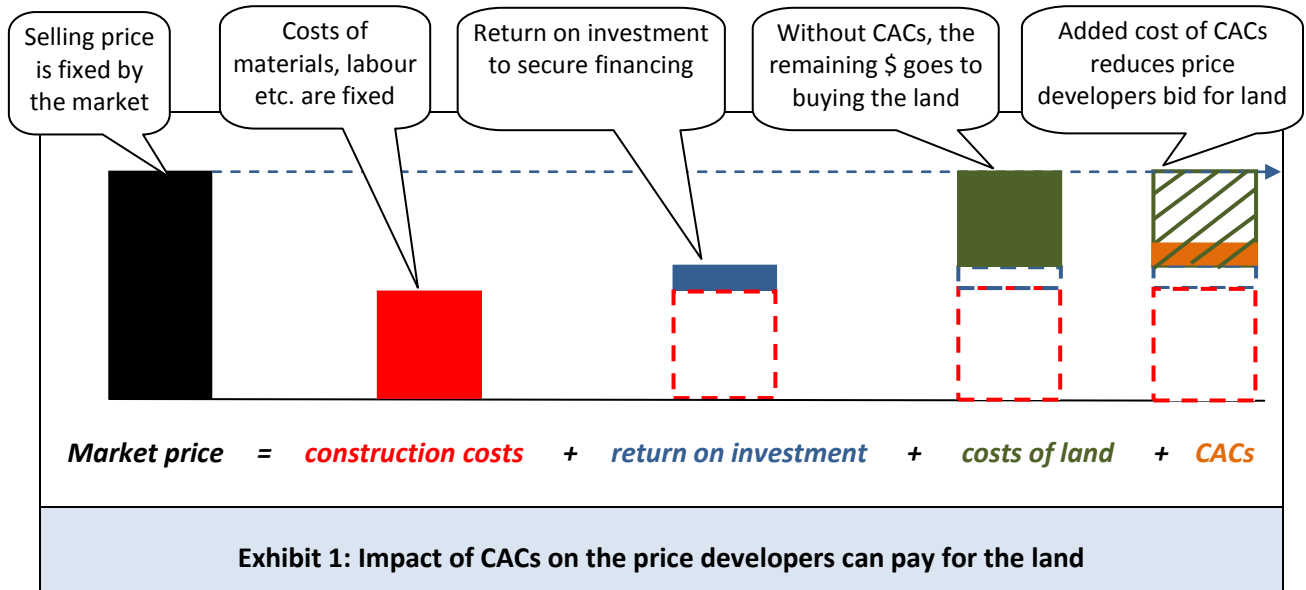 Selling price
is fixed by
the market
Costs of
materials, labour
etc. are fixed
Return on investment
to secure financing
Without CACs, the
remaining $ goes to
buying the land
Added cost of CACs
reduces price
developers bid for land
Market price = construction costs + return on investment + costs of land + CACs
Exhibit 1: Impact of CACs on the price developers can pay for the land